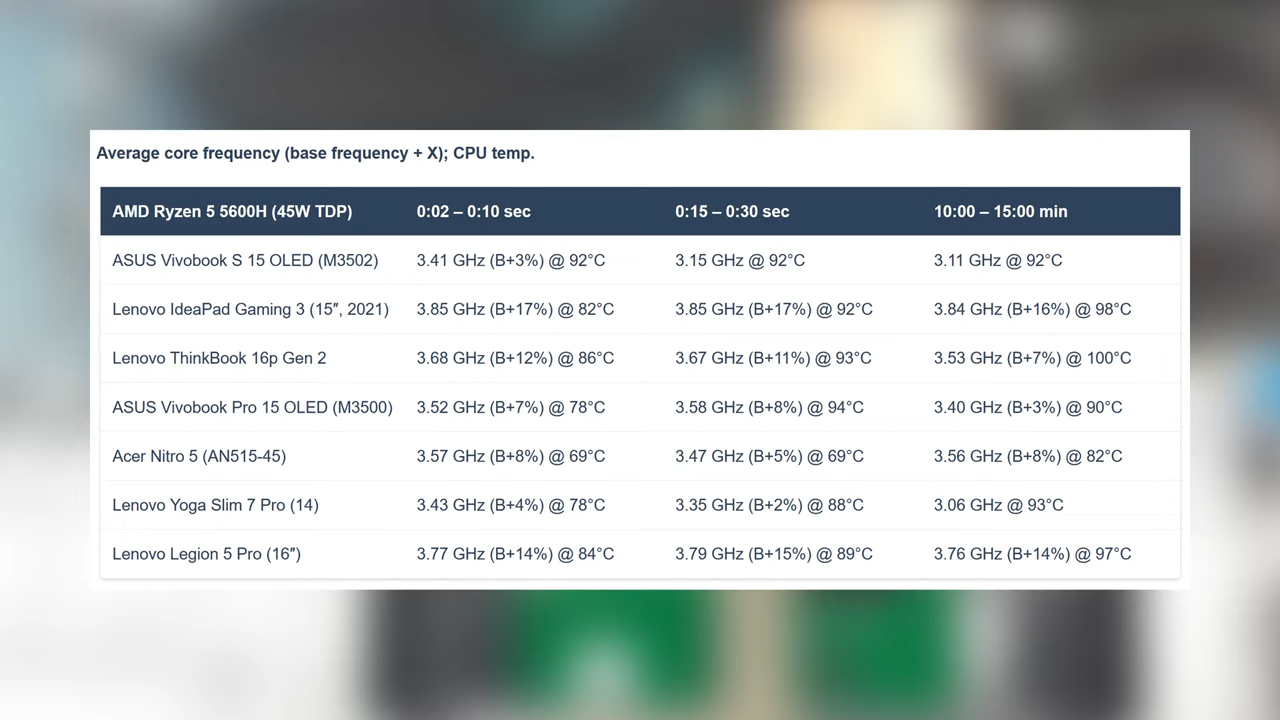 Average core frequency (base frequency + X); CPU temp.
AMD Ryzen 5 5600H (45W TDP) 0:02 – 0:10 sec 0:15 – 0:30 sec 10:00 – 15:00 min
ASUS Vivobook S 15 OLED (M3502) 3.41 GHz (B+3%) @ 92°C 3.15 GHz @ 92°C 3.11 GHz @ 92°C
Lenovo IdeaPad Gaming 3 (15″, 2021) 3.85 GHz (B+17%) @ 82°C 3.85 GHz (B+17%) @ 92°C 3.84 GHz (B+16%) @ 98°C
Lenovo ThinkBook 16p Gen 2 3.68 GHz (B+12%) @ 86°C 3.67 GHz (B+11%) @ 93°C 3.53 GHz (B+7%) @ 100°C
ASUS Vivobook Pro 15 OLED (M3500) 3.52 GHz (B+7%) @ 78°C 3.58 GHz (B+8%) @ 94°C 3.40 GHz (B+3%) @ 90°C
Acer Nitro 5 (AN515-45) 3.57 GHz (B+8%) @ 69°C 3.47 GHz (B+5%) @ 69°C 3.56 GHz (B+8%) @ 82°C
Lenovo Yoga Slim 7 Pro (14) 3.43 GHz (B+4%) @ 78°C 3.35 GHz (B+2%) @ 88°C 3.06 GHz @ 93°C
Lenovo Legion 5 Pro (16″) 3.77 GHz (B+14%) @ 84°C 3.79 GHz (B+15%) @ 89°C 3.76 GHz (B+14%) @ 97°C